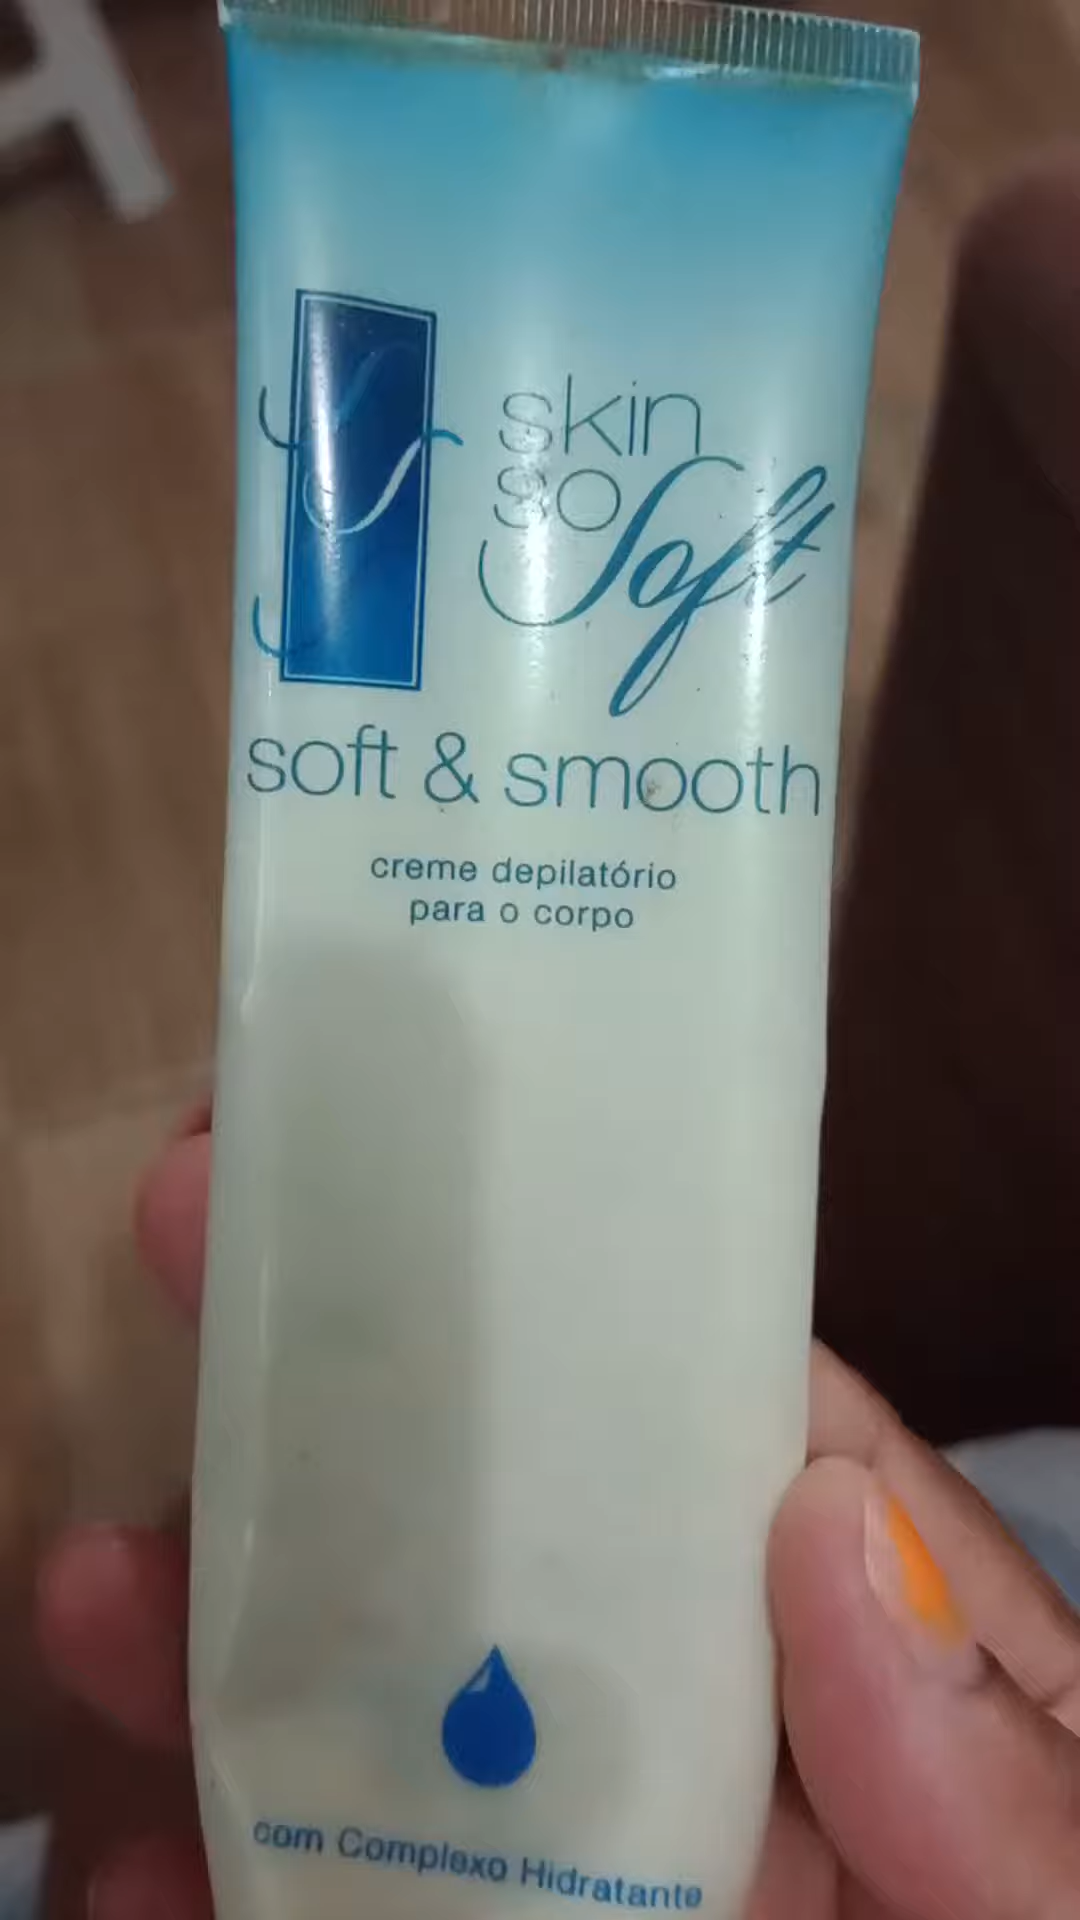 skin
so Soft
soft & smooth
creme depilatório
para o corpo
com Complexo Hidratante